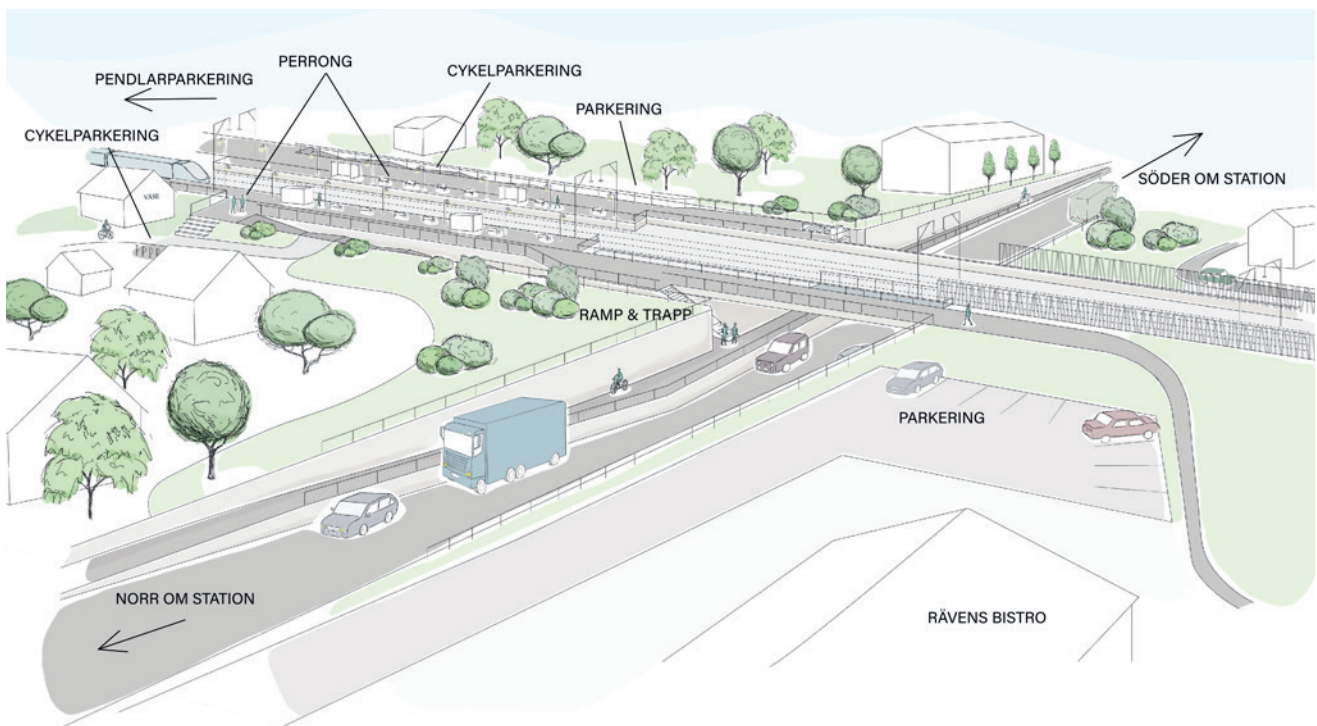 PERRONG
CYKELPARKERING
PENDLARPARKERING
PARKERING
CYKELPARKERING
SÖDER OM STATION
RAMP & TRAPP
PARKERING
NORR OM STATION
RÄVENS BISTRO